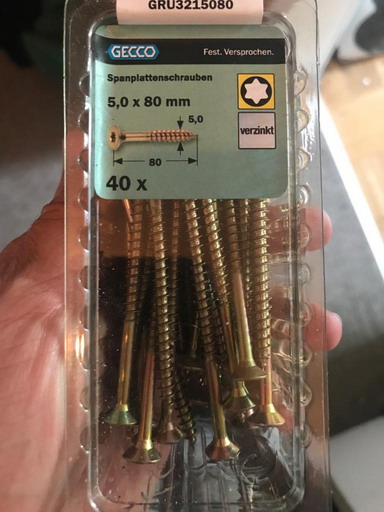 GRU3215080
GECCO Fest. Versprochen.
Spanplattenschrauben
5,0 x 80 mm
5,0
verzinkt
80
40 x